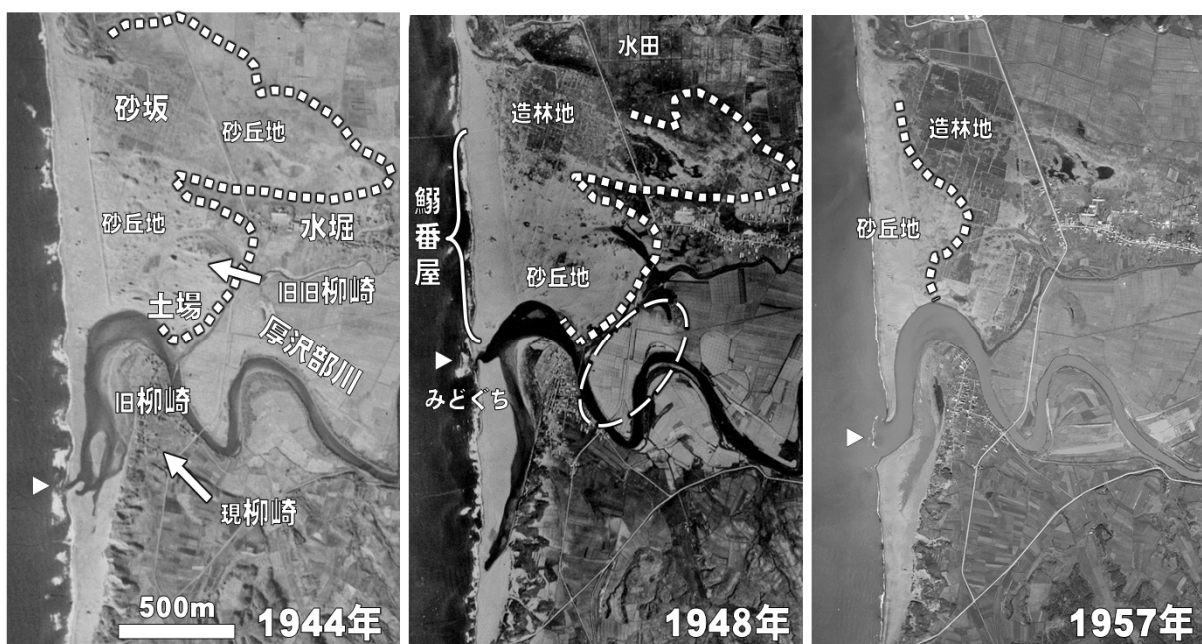 砂坂
砂丘地
砂丘地
水堀
旧旧柳崎
土場
厚沢部川
旧柳崎
現柳崎
500m
1944年
水田
造林地
鰯番屋
砂丘地
みどぐち
1948年
造林地
砂丘地
1957年